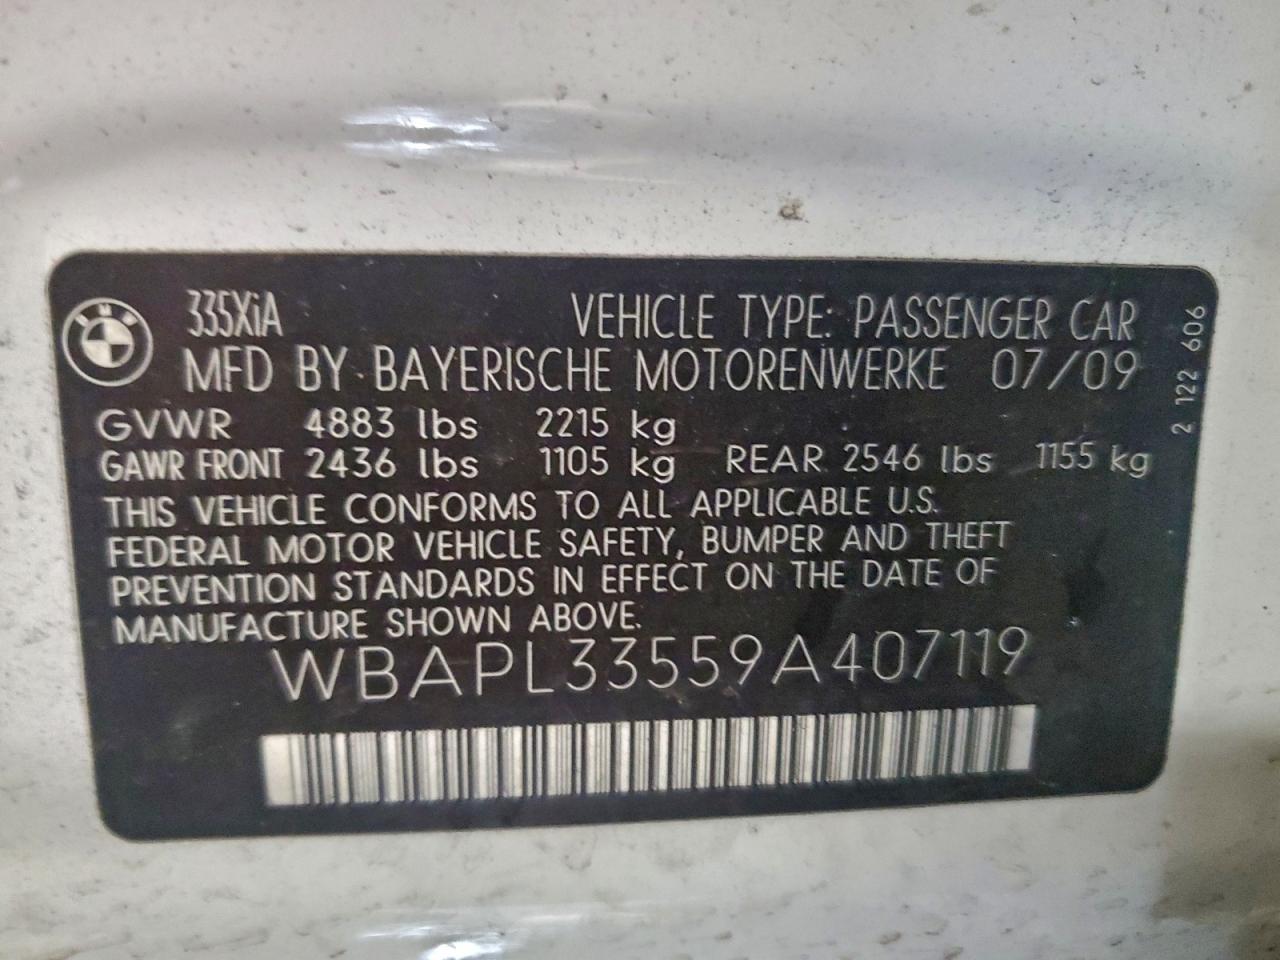 BMW
335XiA VEHICLE TYPE: PASSENGER CAR
MFD BY BAYERISCHE MOTORENWERKE 07/09
GVWR 4883 lbs 2215 kg
GAWR FRONT 2436 lbs 1105 kg REAR 2546 lbs 1155 kg
THIS VEHICLE CONFORMS TO ALL APPLICABLE U.S.
FEDERAL MOTOR VEHICLE SAFETY, BUMPER AND THEFT
PREVENTION STANDARDS IN EFFECT ON THE DATE OF
MANUFACTURE SHOWN ABOVE.
WBAPL33559A407119
2 122 606